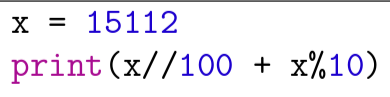 x = 15112
print(x//100 + x%10)